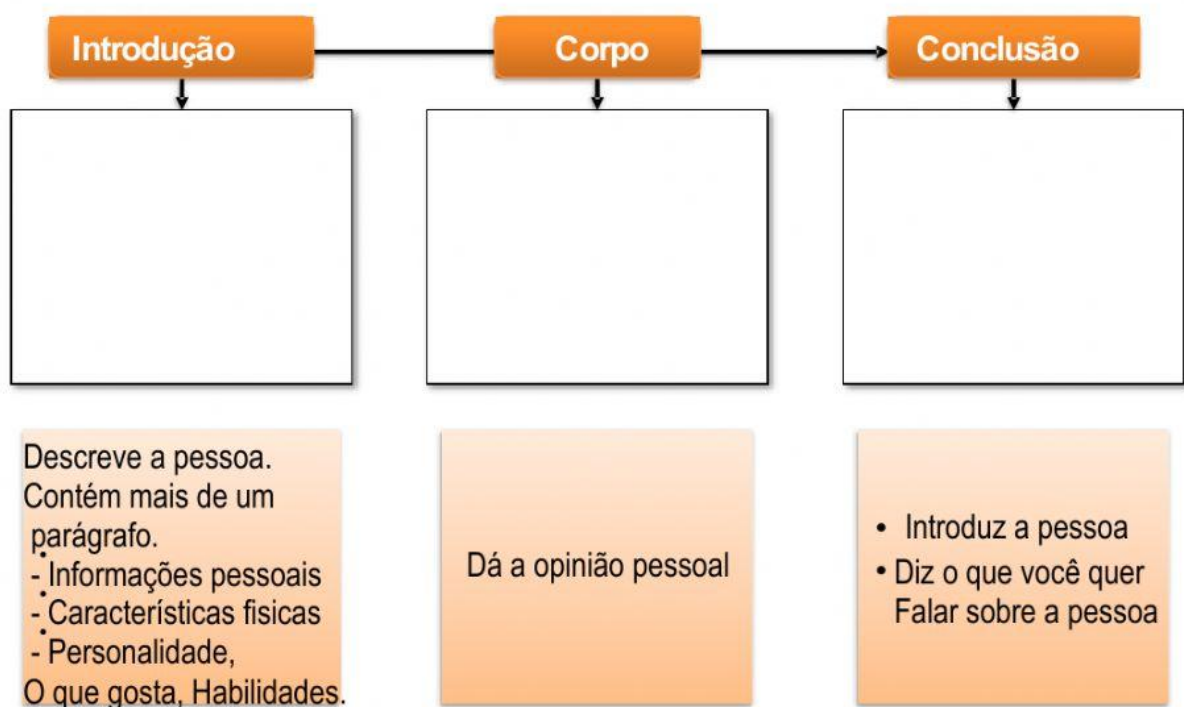 Introdução
Corpo
Conclusão
Descreve a pessoa.
Contém mais de um
parágrafo.
- Informações pessoais
- Características fisicas
- Personalidade,
O que gosta, Habilidades.
Dá a opinião pessoal
• Introduz a pessoa
• Diz o que você quer
Falar sobre a pessoa